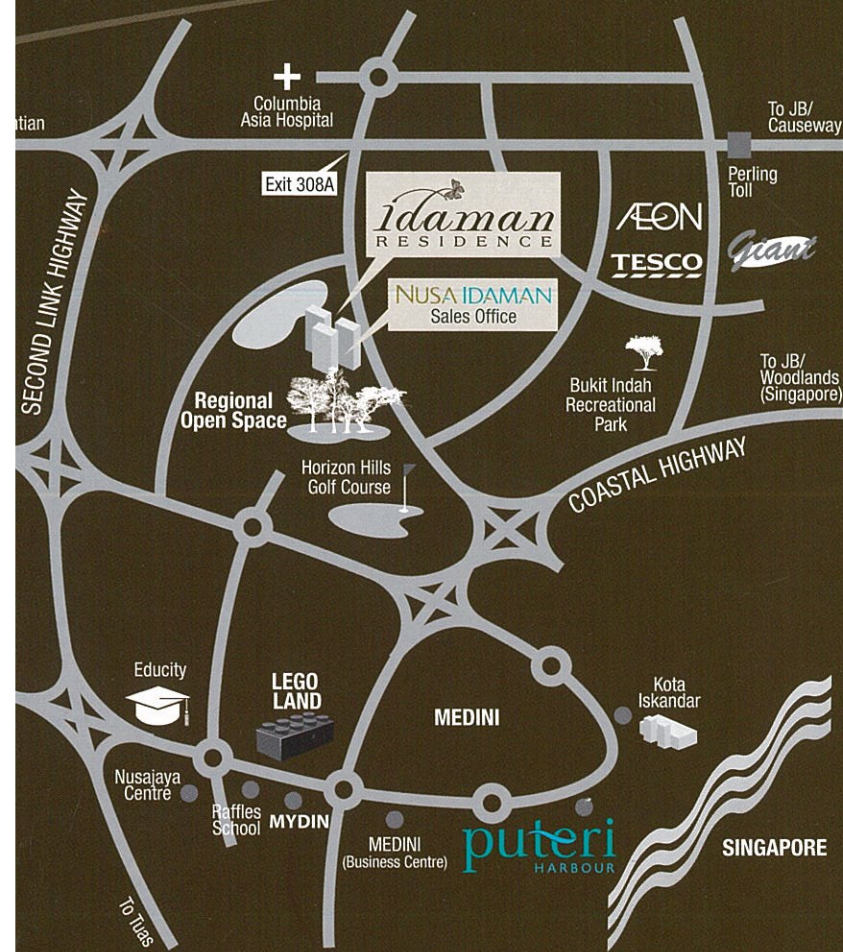 Columbia
Asia Hospital
ntian
To JB/
Causeway
Perling
Toll
Exit 308A
idaman
RESIDENCE
ÆON
TESCO
Giant
NUSA IDAMAN
Sales Office
SECOND LINK HIGHWAY
Regional
Open Space
Bukit Indah
Recreational
Park
To JB/
Woodlands
(Singapore)
Horizon Hills
Golf Course
COASTAL HIGHWAY
Educity
LEGO
LAND
MEDINI
Kota
Iskandar
Nusajaya
Centre
Raffles
School
MYDIN
MEDINI
(Business Centre)
puteri
HARBOUR
SINGAPORE
To Tuas